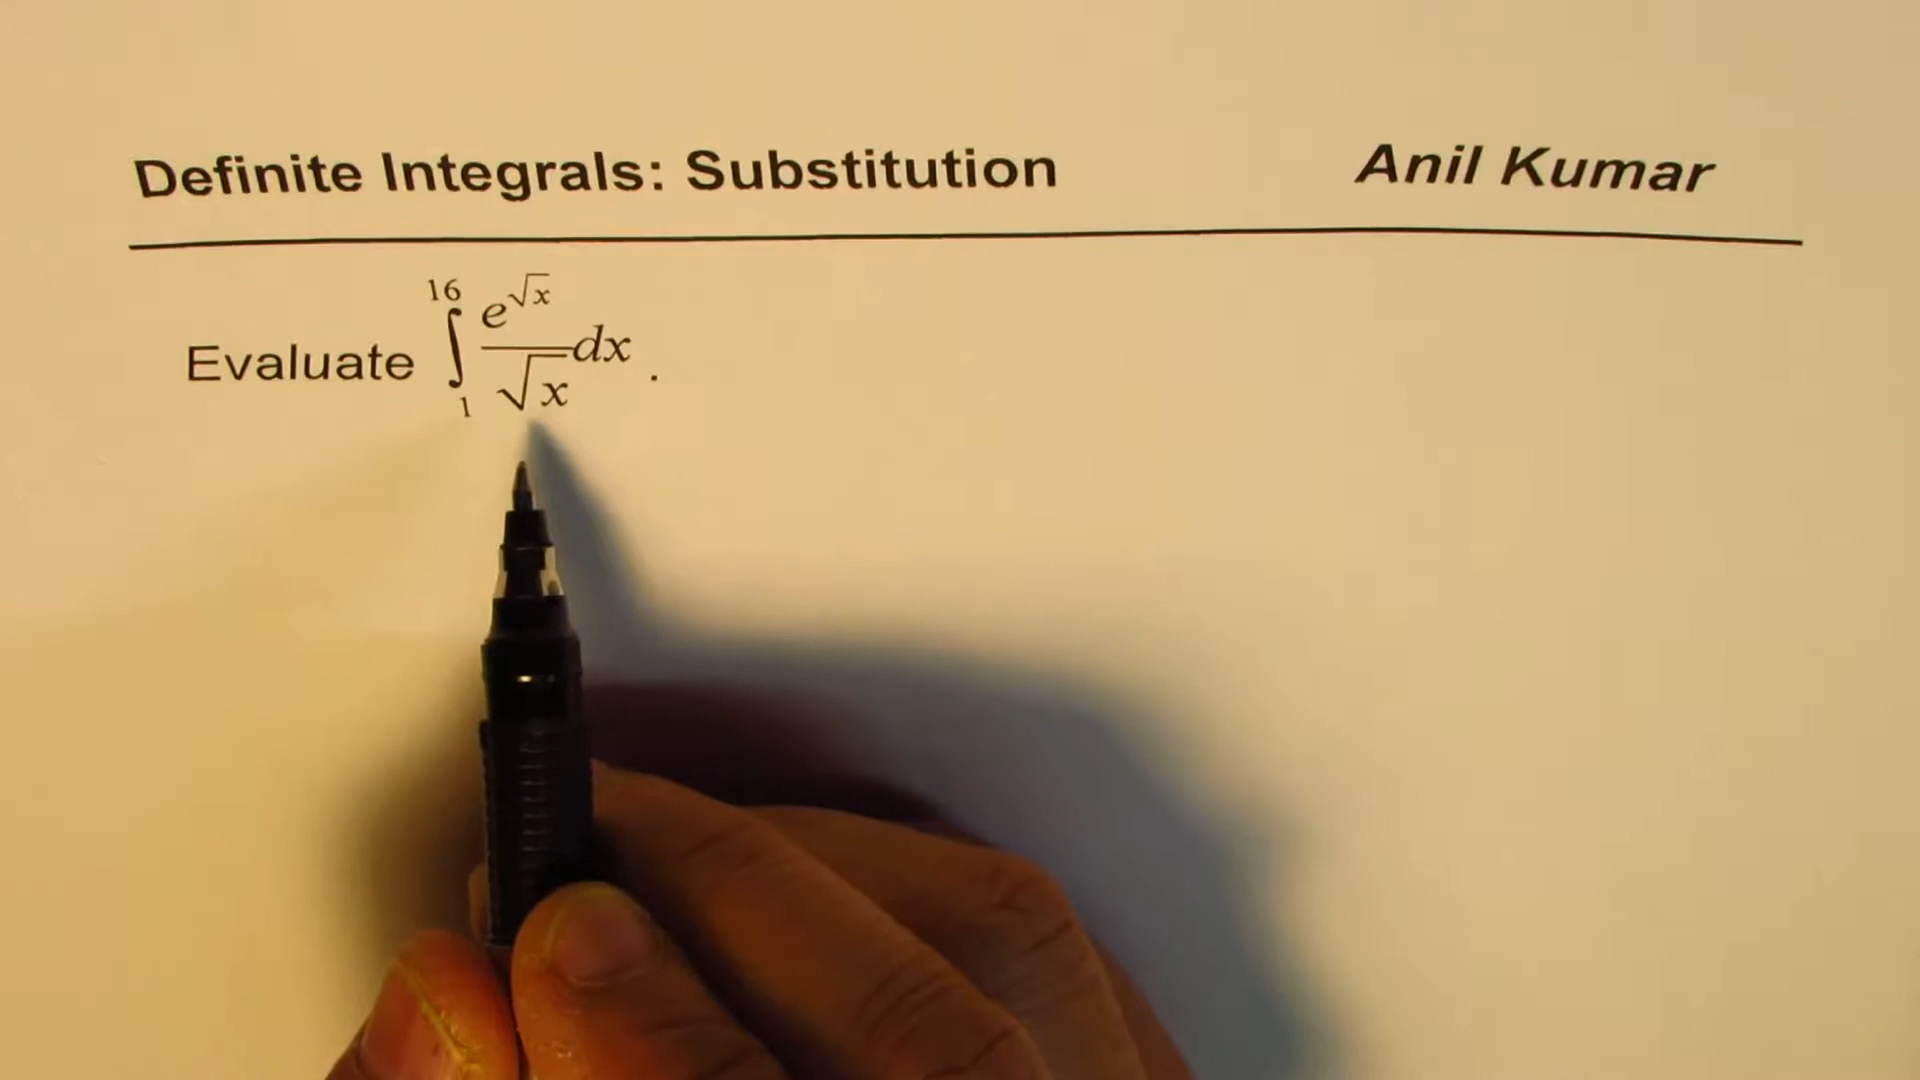 Definite Integrals: Substitution Anil Kumar
Evaluate ∫₁¹⁶ e^√x / √x dx .